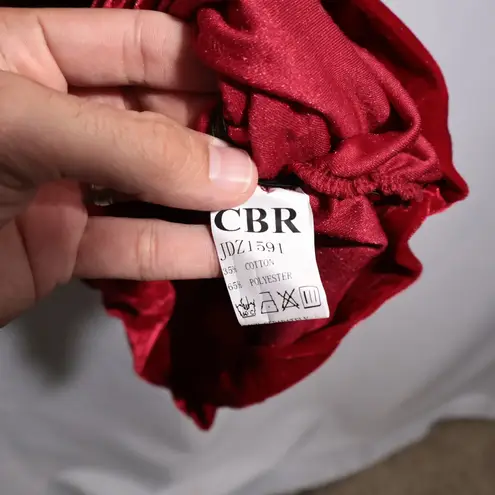 CBR
JDZ1591
35% COTTON
65% POLYESTER